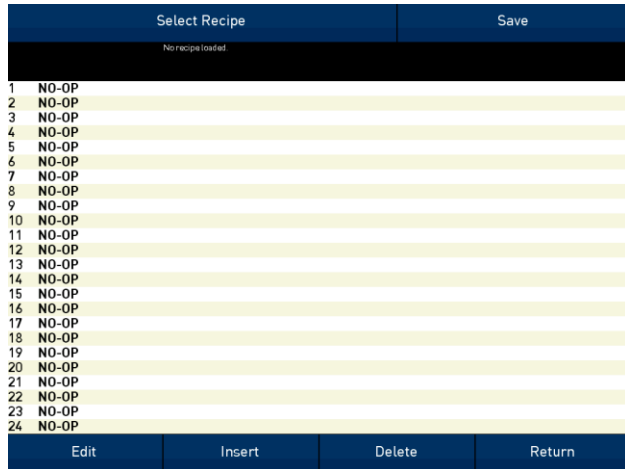 Select Recipe Save
No recipe loaded.
1 NO-OP
2 NO-OP
3 NO-OP
4 NO-OP
5 NO-OP
6 NO-OP
7 NO-OP
8 NO-OP
9 NO-OP
10 NO-OP
11 NO-OP
12 NO-OP
13 NO-OP
14 NO-OP
15 NO-OP
16 NO-OP
17 NO-OP
18 NO-OP
19 NO-OP
20 NO-OP
21 NO-OP
22 NO-OP
23 NO-OP
24 NO-OP
Edit Insert Delete Return